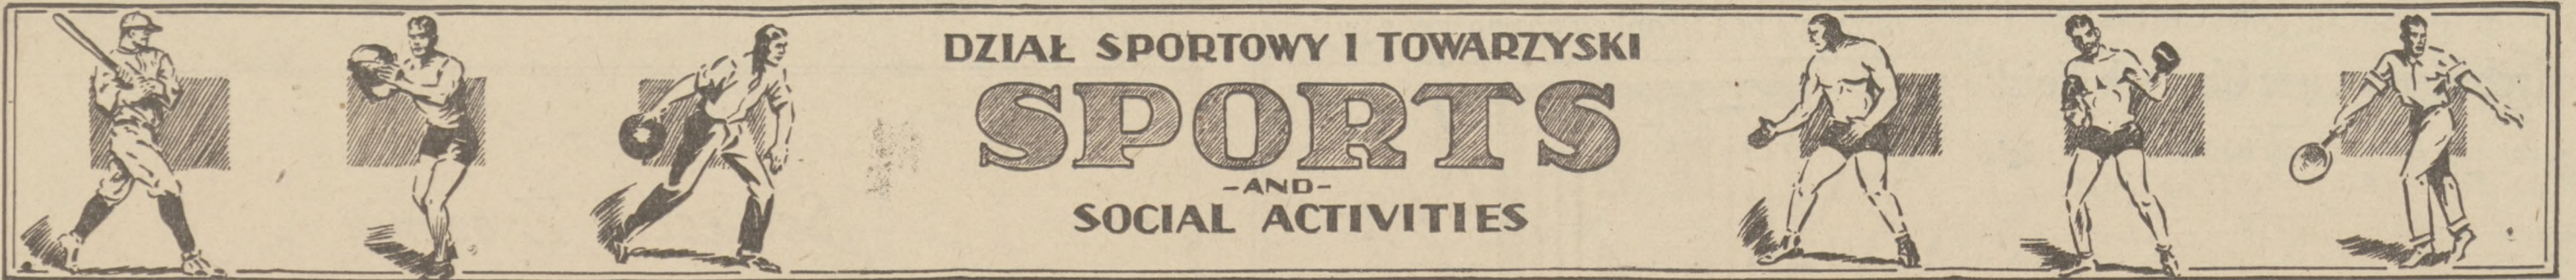 DZIAŁ SPORTOWY I TOWARZYSKI
SPORTS
-AND-
SOCIAL ACTIVITIES